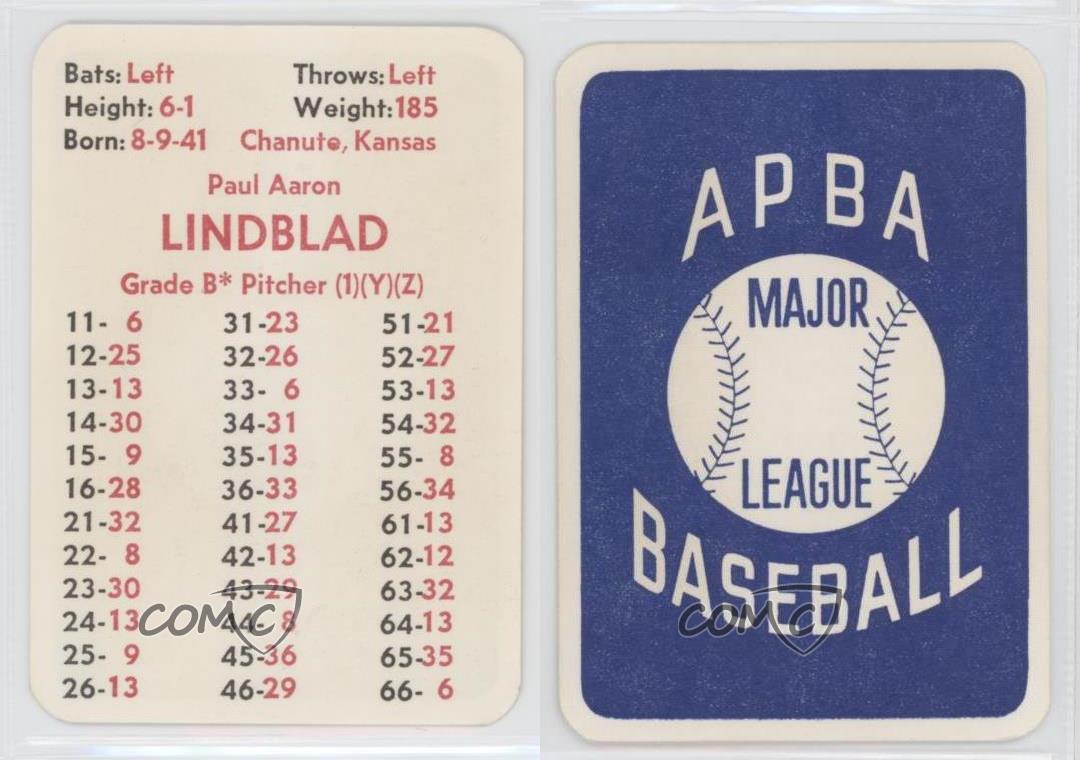 Bats: Left Throws: Left
Height: 6-1 Weight: 185
Born: 8-9-41 Chanute, Kansas
Paul Aaron
LINDBLAD
Grade B* Pitcher (1)(Y)(Z)
11- 6 31-23 51-21
12-25 32-26 52-27
13-13 33- 6 53-13
14-30 34-31 54-32
15- 9 35-13 55- 8
16-28 36-33 56-34
21-32 41-27 61-13
22- 8 42-13 62-12
23-30 43-29 63-32
24-13 44- 8 64-13
25- 9 45-36 65-35
26-13 46-29 66- 6
COMC
APBA
MAJOR
LEAGUE
BASEBALL
COMC